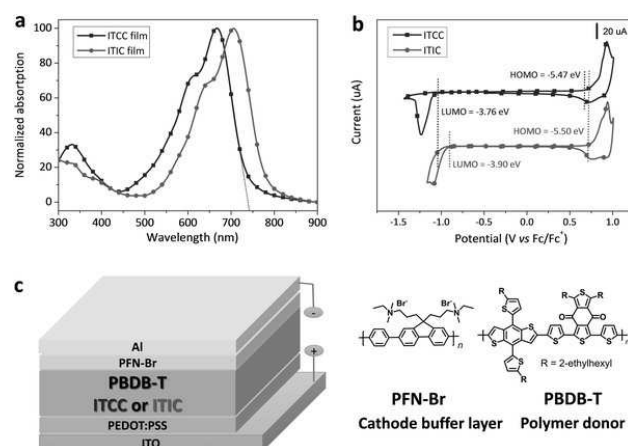 a
ITCC film
ITIC film
100
80
60
40
20
0
Normalized absortption
300 400 500 600 700 800 900
Wavelength (nm)
b
ITCC
ITIC
20 uA
HOMO = -5.47 eV
LUMO = -3.76 eV
HOMO = -5.50 eV
LUMO = -3.90 eV
Current (uA)
-1.5 -1.0 -0.5 0.0 0.5 1.0
Potential (V vs Fc/Fc⁺)
c
-
+
Al
PFN-Br
PBDB-T
ITCC or ITIC
PEDOT:PSS
ITO
N Br⁻ Br⁻ N
n
PFN-Br
Cathode buffer layer
R S R
O O
R S
S S S S n
S S
R R = 2-ethylhexyl
PBDB-T
Polymer donor